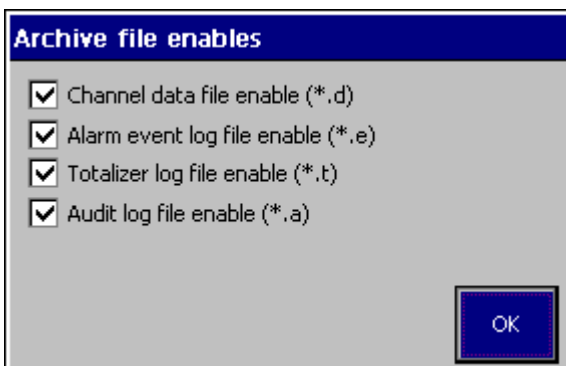 Archive file enables
Channel data file enable (*.d)
Alarm event log file enable (*.e)
Totalizer log file enable (*.t)
Audit log file enable (*.a)
OK